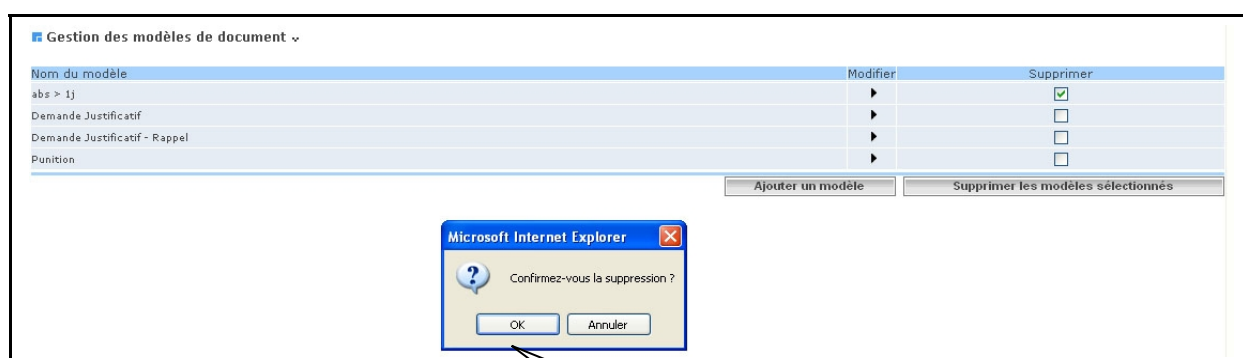 Gestion des modèles de document
Nom du modèle Modifier Supprimer
abs > 1j
Demande Justificatif
Demande Justificatif - Rappel
Punition
Ajouter un modèle Supprimer les modèles sélectionnés
Microsoft Internet Explorer
Confirmez-vous la suppression ?
OK Annuler